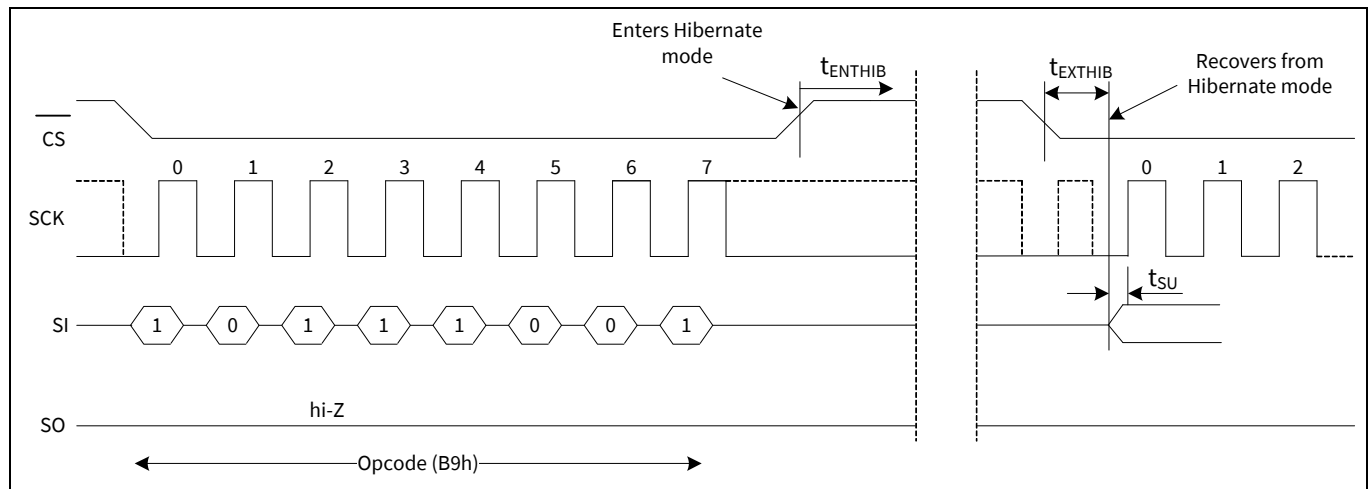 Enters Hibernate
mode
tENTHIB
tEXTHIB
Recovers from
Hibernate mode
CS
0 1 2 3 4 5 6 7 0 1 2
SCK
tSU
SI 1 0 1 1 1 0 0 1
hi-Z
SO
Opcode (B9h)